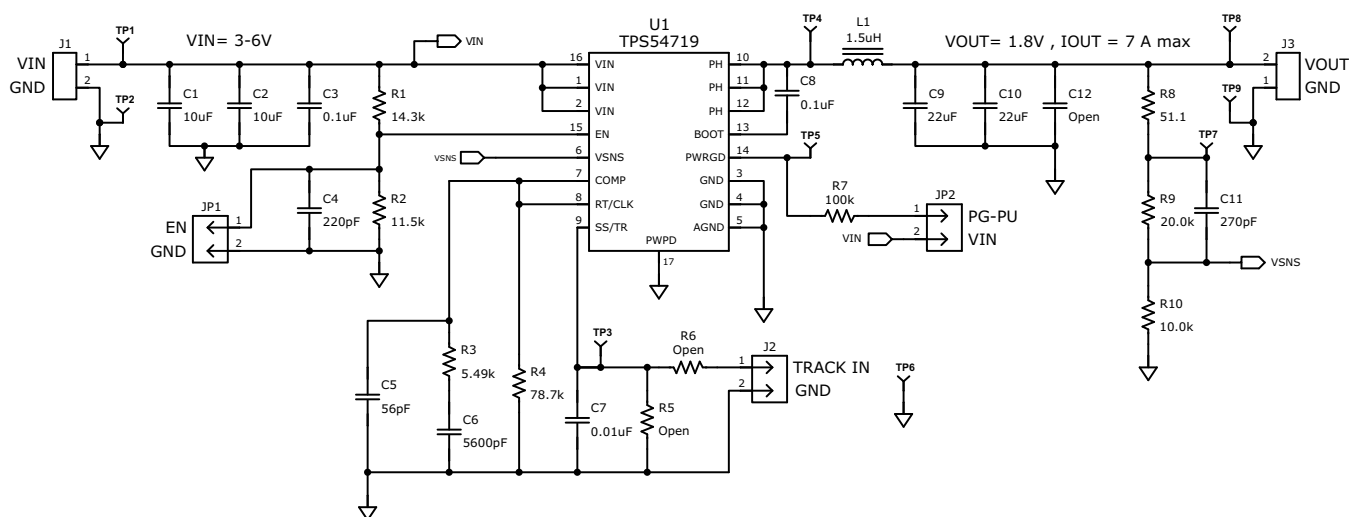 TP1
J1
VIN
GND
1
2
TP2
VIN= 3-6V
VIN
C1
10uF
C2
10uF
C3
0.1uF
R1
14.3k
U1
TPS54719
16
VIN
1
VIN
2
VIN
15
EN
6
VSNS
7
COMP
8
RT/CLK
9
SS/TR
PH
10
PH
11
PH
12
BOOT
13
PWRGD
14
GND
3
GND
4
AGND
5
PWPD
17
VSNS
TP4
L1
1.5uH
C8
0.1uF
TP5
VOUT= 1.8V , IOUT = 7 A max
TP8
J3
2
VOUT
1
GND
TP9
C9
22uF
C10
22uF
C12
Open
R8
51.1
TP7
R9
20.0k
C11
270pF
VSNS
R10
10.0k
R7
100k
JP2
1
PG-PU
2
VIN
VIN
JP1
EN
1
GND
2
C4
220pF
R2
11.5k
C5
56pF
R3
5.49k
C6
5600pF
R4
78.7k
TP3
C7
0.01uF
R5
Open
R6
Open
J2
1
TRACK IN
2
GND
TP6